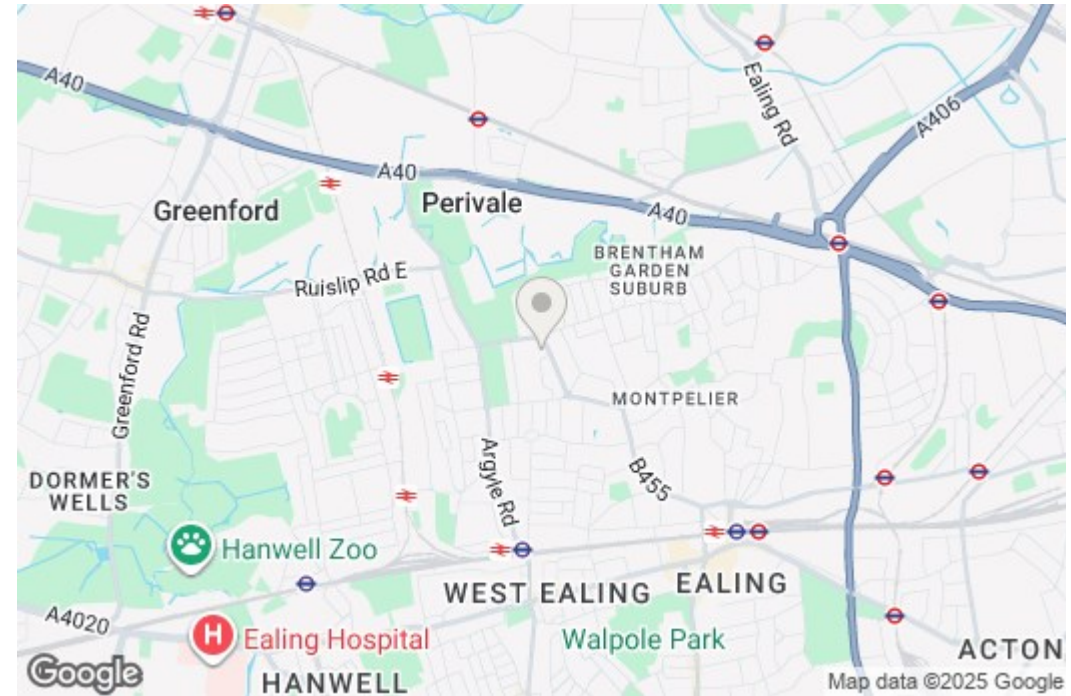 A40
Ealing Rd
A406
A40
Greenford
Perivale
A40
BRENTHAM
GARDEN
SUBURB
Ruislip Rd E
Greenford Rd
MONTPELIER
Argyle Rd
B455
DORMER'S
WELLS
Hanwell Zoo
WEST EALING
EALING
A4020
H
Ealing Hospital
Walpole Park
ACTON
Google
HANWELL
Map data ©2025 Google